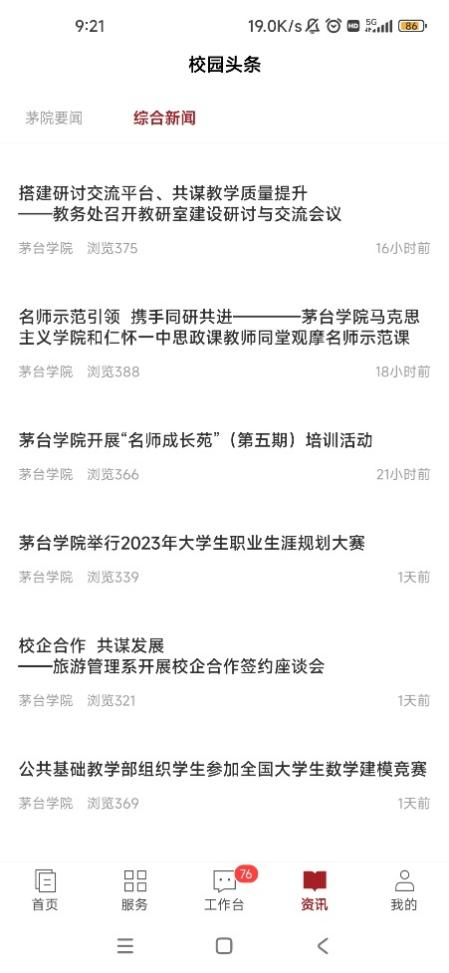 9:21 19.0K/s HD 5G 86
校园头条
茅院要闻 综合新闻
搭建研讨交流平台、共谋教学质量提升
——教务处召开教研室建设研讨与交流会议
茅台学院 浏览375 16小时前
名师示范引领 携手同研共进————茅台学院马克思
主义学院和仁怀一中思政课教师同堂观摩名师示范课
茅台学院 浏览388 18小时前
茅台学院开展“名师成长苑”（第五期）培训活动
茅台学院 浏览366 21小时前
茅台学院举行2023年大学生职业生涯规划大赛
茅台学院 浏览339 1天前
校企合作 共谋发展
——旅游管理系开展校企合作签约座谈会
茅台学院 浏览321 1天前
公共基础教学部组织学生参加全国大学生数学建模竞赛
茅台学院 浏览369 1天前
76
首页 服务 工作台 资讯 我的